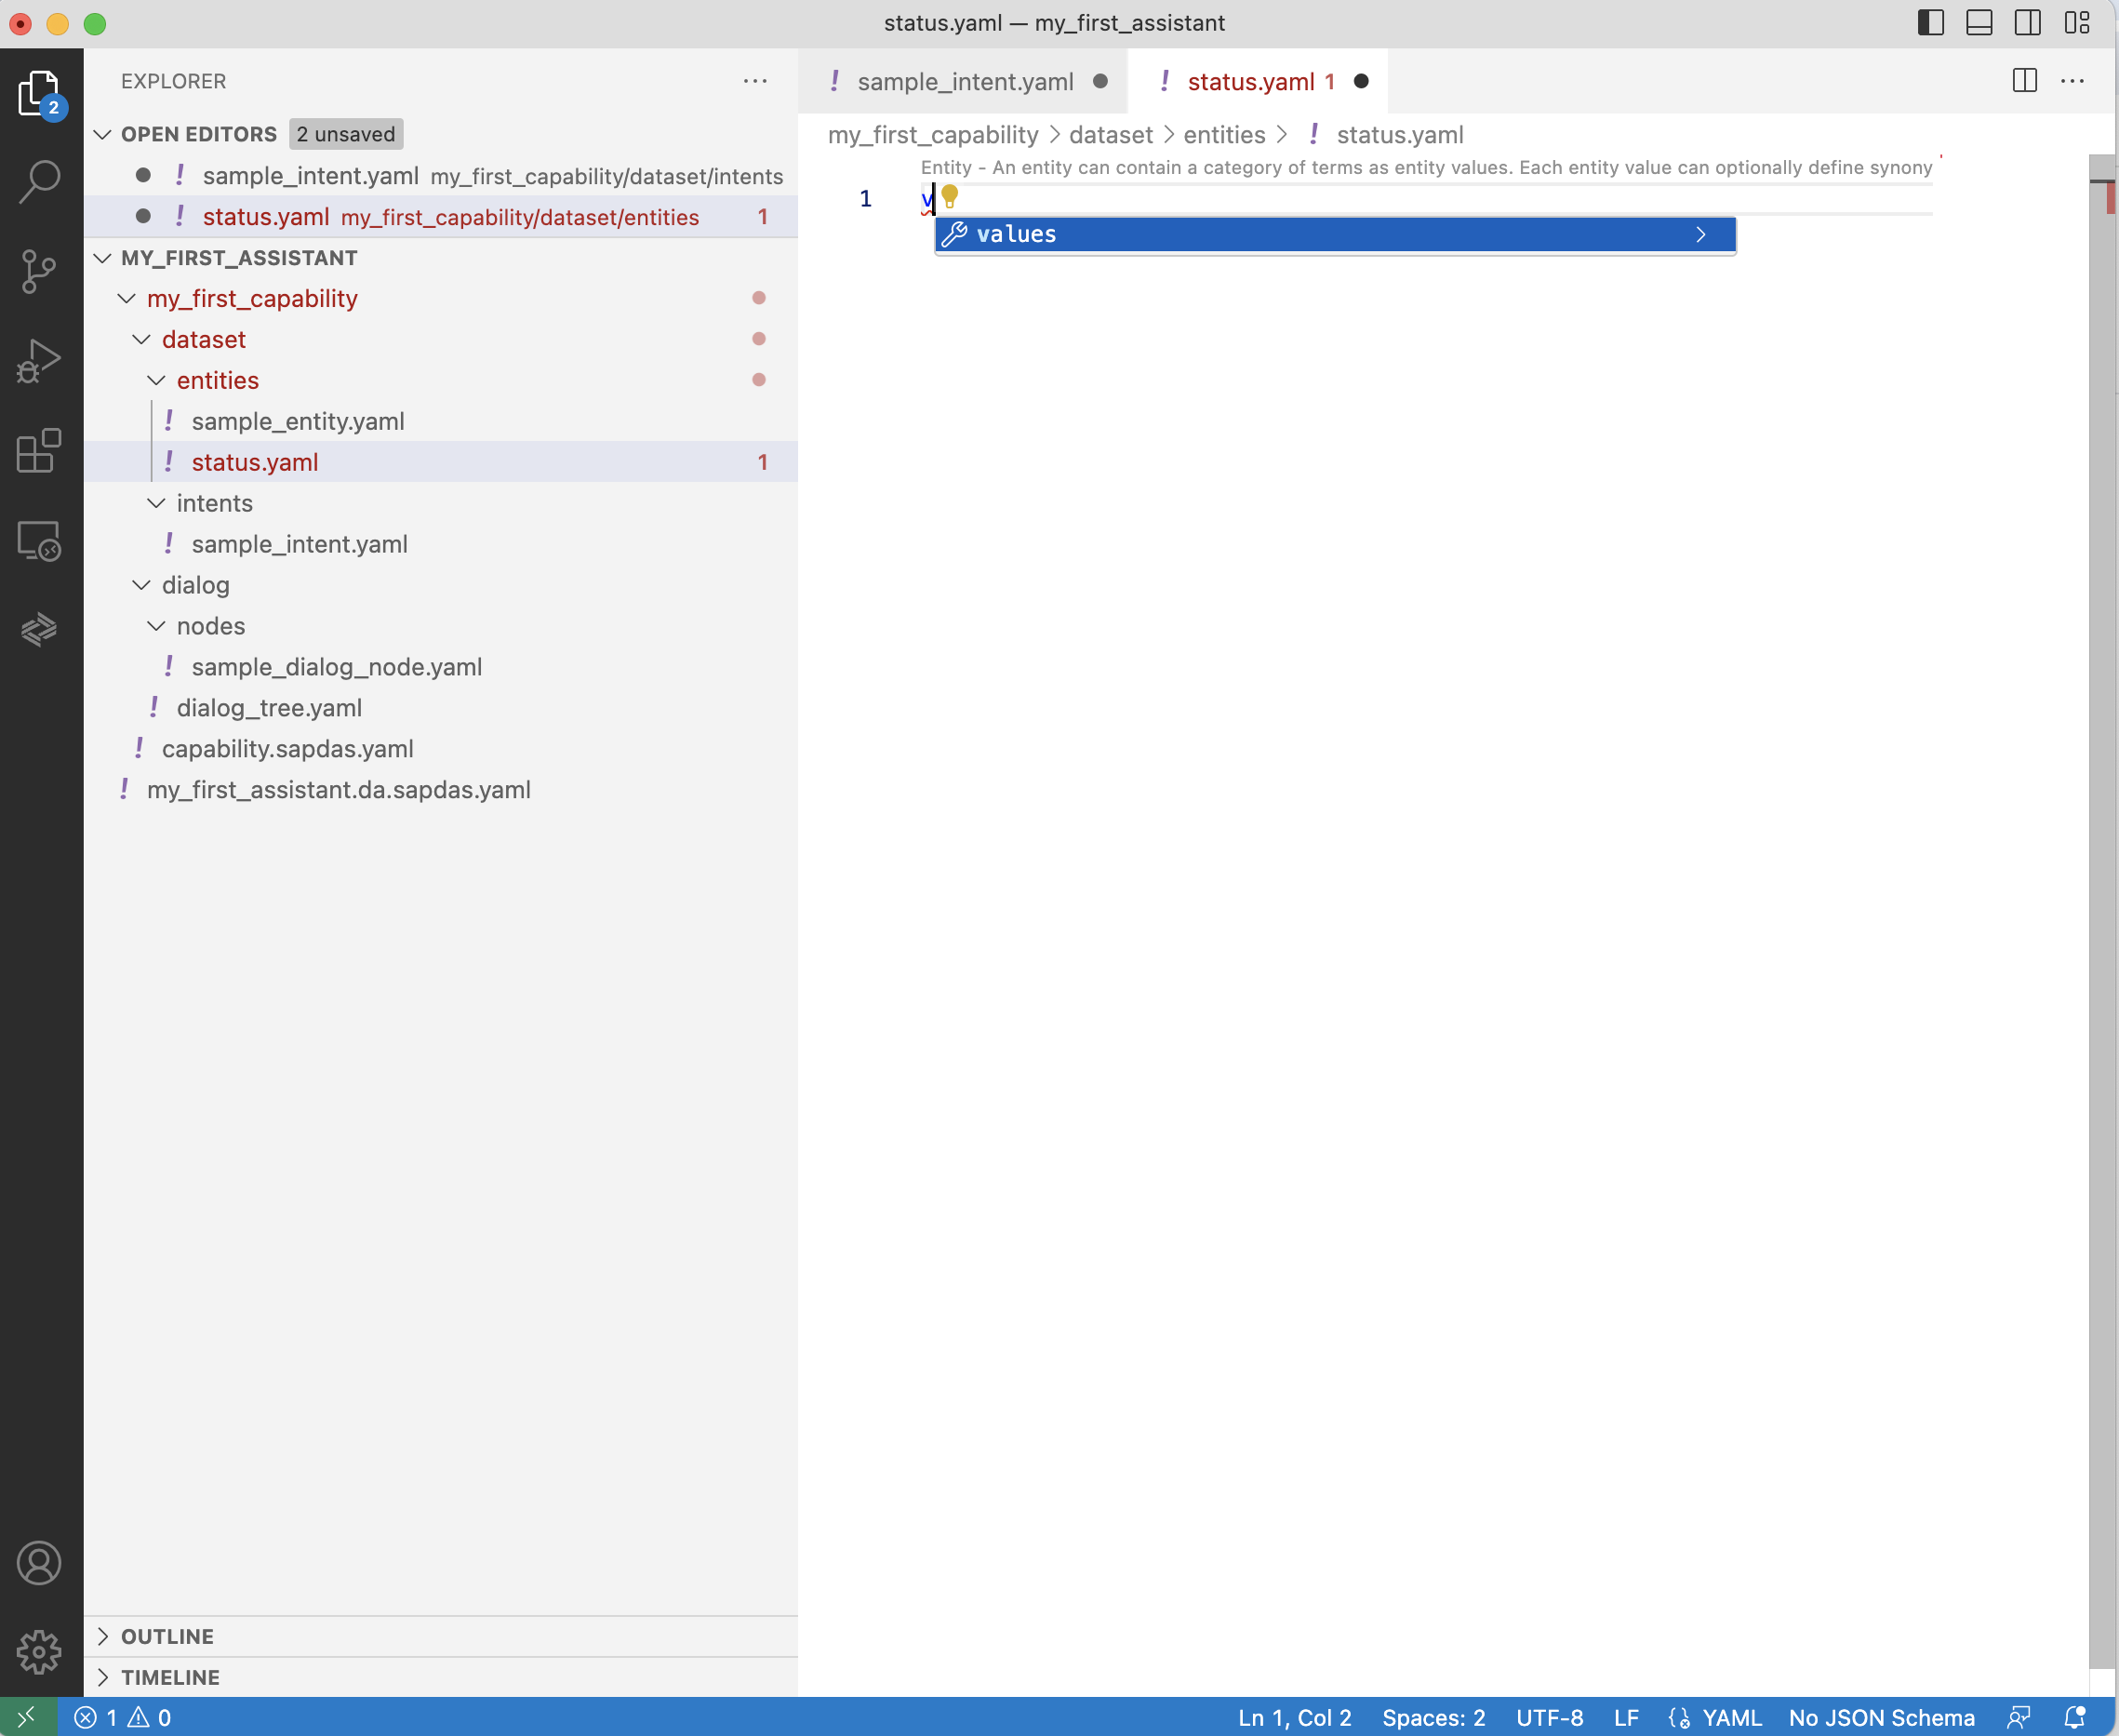 status.yaml — my_first_assistant
2
EXPLORER
OPEN EDITORS 2 unsaved
! sample_intent.yaml my_first_capability/dataset/intents
! status.yaml my_first_capability/dataset/entities 1
MY_FIRST_ASSISTANT
my_first_capability
dataset
entities
! sample_entity.yaml
! status.yaml 1
intents
! sample_intent.yaml
dialog
nodes
! sample_dialog_node.yaml
! dialog_tree.yaml
! capability.sapdas.yaml
! my_first_assistant.da.sapdas.yaml
OUTLINE
TIMELINE
! sample_intent.yaml
! status.yaml 1
my_first_capability > dataset > entities > ! status.yaml
Entity - An entity can contain a category of terms as entity values. Each entity value can optionally define synony
1 v
values
1 0
Ln 1, Col 2 Spaces: 2 UTF-8 LF YAML No JSON Schema